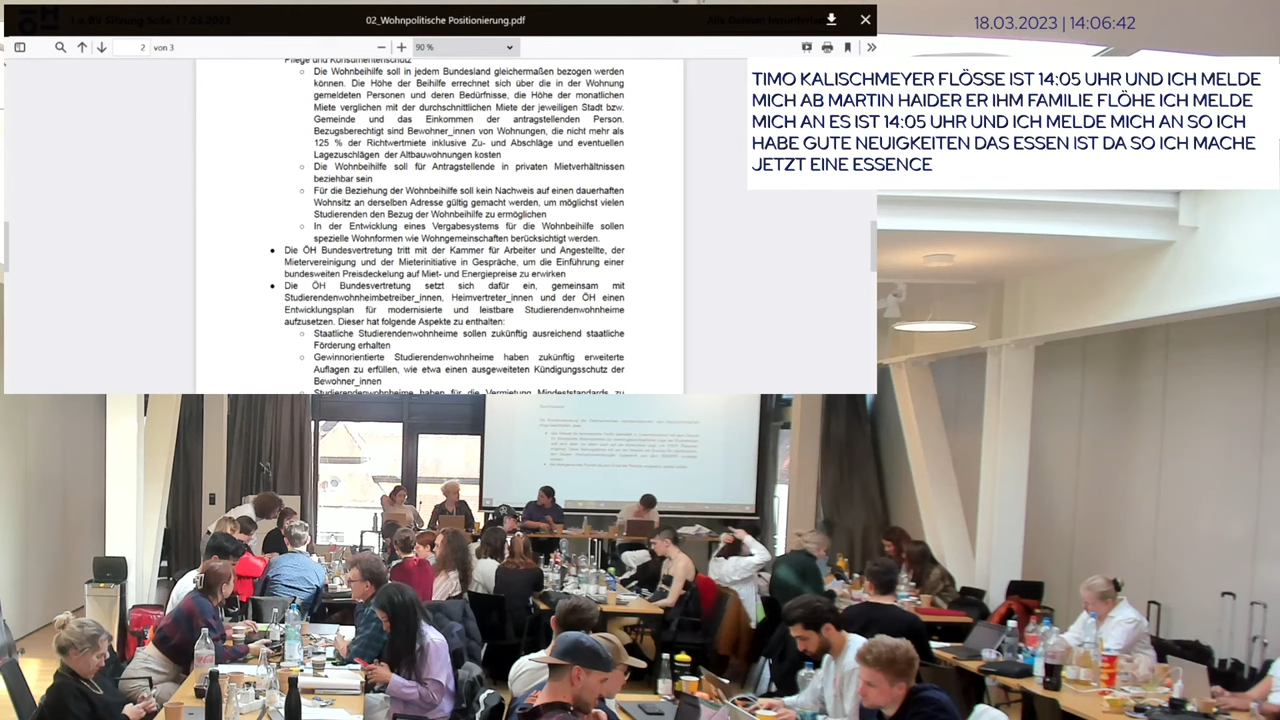 1.o.BV Sitzung SoSe 17.03.2023
02_Wohnpolitische Positionierung.pdf
18.03.2023 | 14:06:42
2 von 3
90 %
TIMO KALISCHMEYER FLÖSSE IST 14:05 UHR UND ICH MELDE
MICH AB MARTIN HAIDER ER IHM FAMILIE FLÖHE ICH MELDE
MICH AN ES IST 14:05 UHR UND ICH MELDE MICH AN SO ICH
HABE GUTE NEUIGKEITEN DAS ESSEN IST DA SO ICH MACHE
JETZT EINE ESSENCE
Pflege und Konsumentenschutz
○ Die Wohnbeihilfe soll in jedem Bundesland gleichermaßen bezogen werden
können. Die Höhe der Beihilfe errechnet sich über die in der Wohnung
gemeldeten Personen und deren Bedürfnisse, die Höhe der monatlichen
Miete verglichen mit der durchschnittlichen Miete der jeweiligen Stadt bzw.
Gemeinde und das Einkommen der antragstellenden Person.
Bezugsberechtigt sind Bewohner_innen von Wohnungen, die nicht mehr als
125 % der Richtwertmiete inklusive Zu- und Abschläge und eventuellen
Lagezuschlägen der Altbauwohnungen kosten
○ Die Wohnbeihilfe soll für Antragstellende in privaten Mietverhältnissen
beziehbar sein
○ Für die Beziehung der Wohnbeihilfe soll kein Nachweis auf einen dauerhaften
Wohnsitz an derselben Adresse gültig gemacht werden, um möglichst vielen
Studierenden den Bezug der Wohnbeihilfe zu ermöglichen
○ In der Entwicklung eines Vergabesystems für die Wohnbeihilfe sollen
spezielle Wohnformen wie Wohngemeinschaften berücksichtigt werden.
● Die ÖH Bundesvertretung tritt mit der Kammer für Arbeiter und Angestellte, der
Mietervereinigung und der Mieterinitiative in Gespräche, um die Einführung einer
bundesweiten Preisdeckelung auf Miet- und Energiepreise zu erwirken
● Die ÖH Bundesvertretung setzt sich dafür ein, gemeinsam mit
Studierendenwohnheimbetreiber_innen, Heimvertreter_innen und der ÖH einen
Entwicklungsplan für modernisierte und leistbare Studierendenwohnheime
aufzusetzen. Dieser hat folgende Aspekte zu enthalten:
○ Staatliche Studierendenwohnheime sollen zukünftig ausreichend staatliche
Förderung erhalten
○ Gewinnorientierte Studierendenwohnheime haben zukünftig erweiterte
Auflagen zu erfüllen, wie etwa einen ausgeweiteten Kündigungsschutz der
Bewohner_innen
○ Studierendenwohnheime haben für die Vermietung Mindeststandards zu